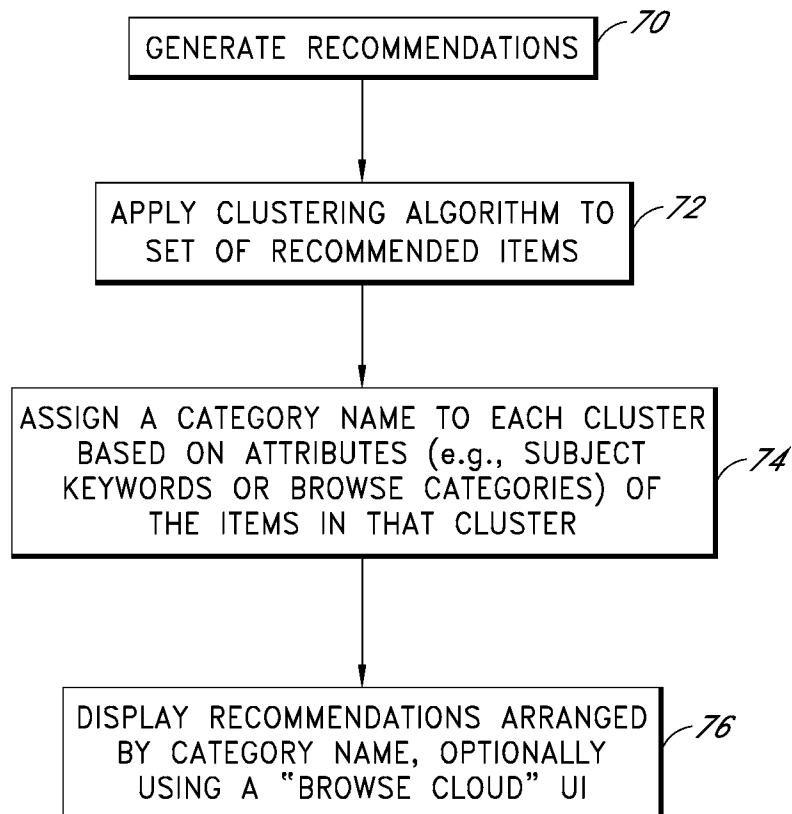 GENERATE RECOMMENDATIONS
70
APPLY CLUSTERING ALGORITHM TO
SET OF RECOMMENDED ITEMS
72
ASSIGN A CATEGORY NAME TO EACH CLUSTER
BASED ON ATTRIBUTES (e.g., SUBJECT
KEYWORDS OR BROWSE CATEGORIES) OF
THE ITEMS IN THAT CLUSTER
74
DISPLAY RECOMMENDATIONS ARRANGED
BY CATEGORY NAME, OPTIONALLY
USING A “BROWSE CLOUD” UI
76